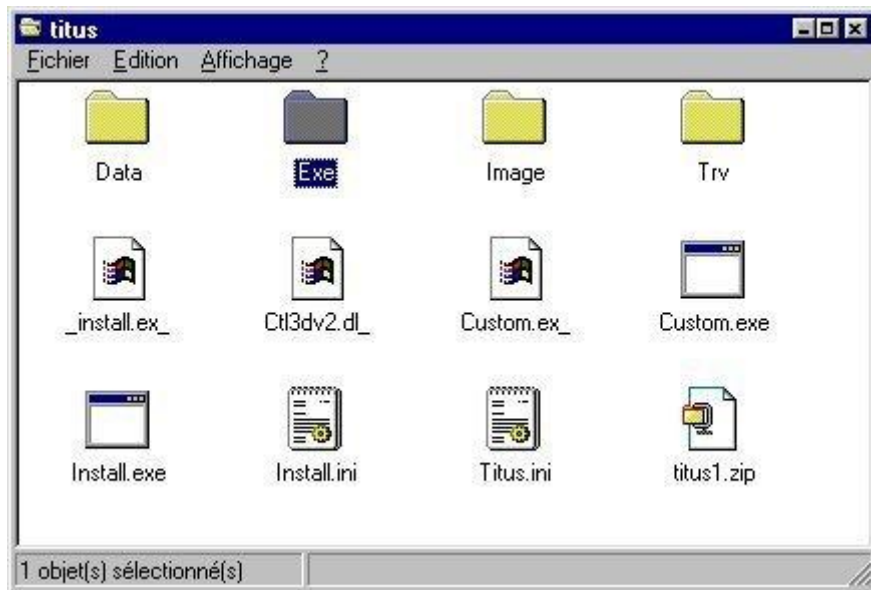 titus
Fichier Edition Affichage ?
Data Exe Image Trv
_install.ex_ Ctl3dv2.dl_ Custom.ex_ Custom.exe
Install.exe Install.ini Titus.ini titus1.zip
1 objet(s) sélectionné(s)